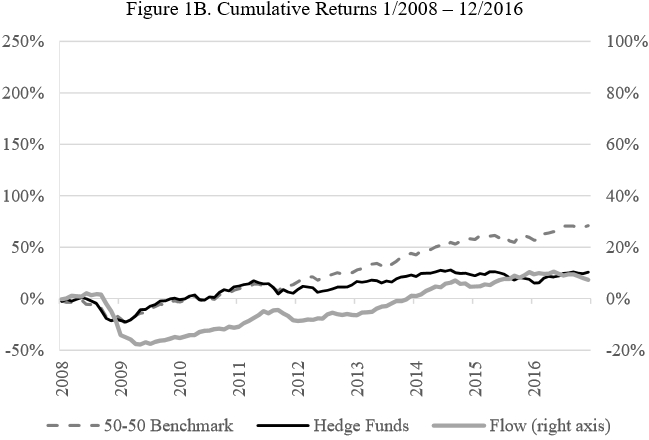 Figure 1B. Cumulative Returns 1/2008 – 12/2016
250% 100%
200% 80%
150% 60%
100% 40%
50% 20%
0% 0%
-50% -20%
2008 2009 2010 2011 2012 2013 2014 2015 2016
50-50 Benchmark Hedge Funds Flow (right axis)